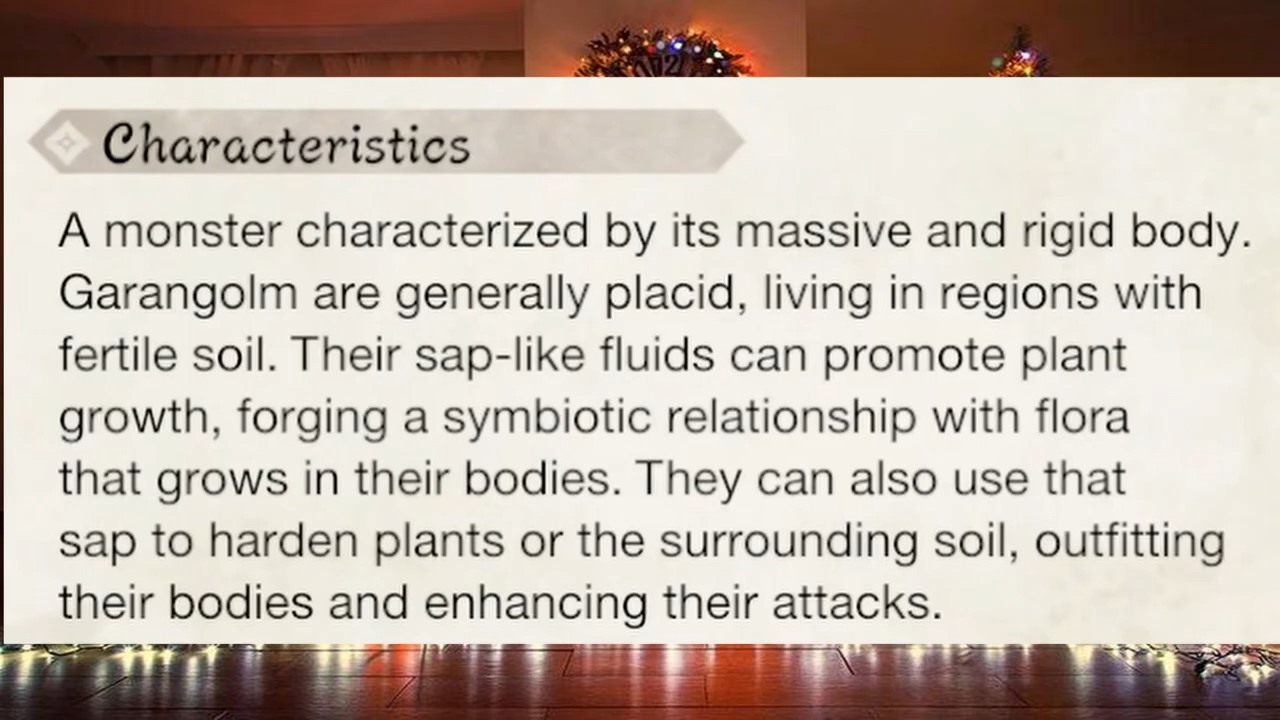 Characteristics
A monster characterized by its massive and rigid body.
Garangolm are generally placid, living in regions with
fertile soil. Their sap-like fluids can promote plant
growth, forging a symbiotic relationship with flora
that grows in their bodies. They can also use that
sap to harden plants or the surrounding soil, outfitting
their bodies and enhancing their attacks.